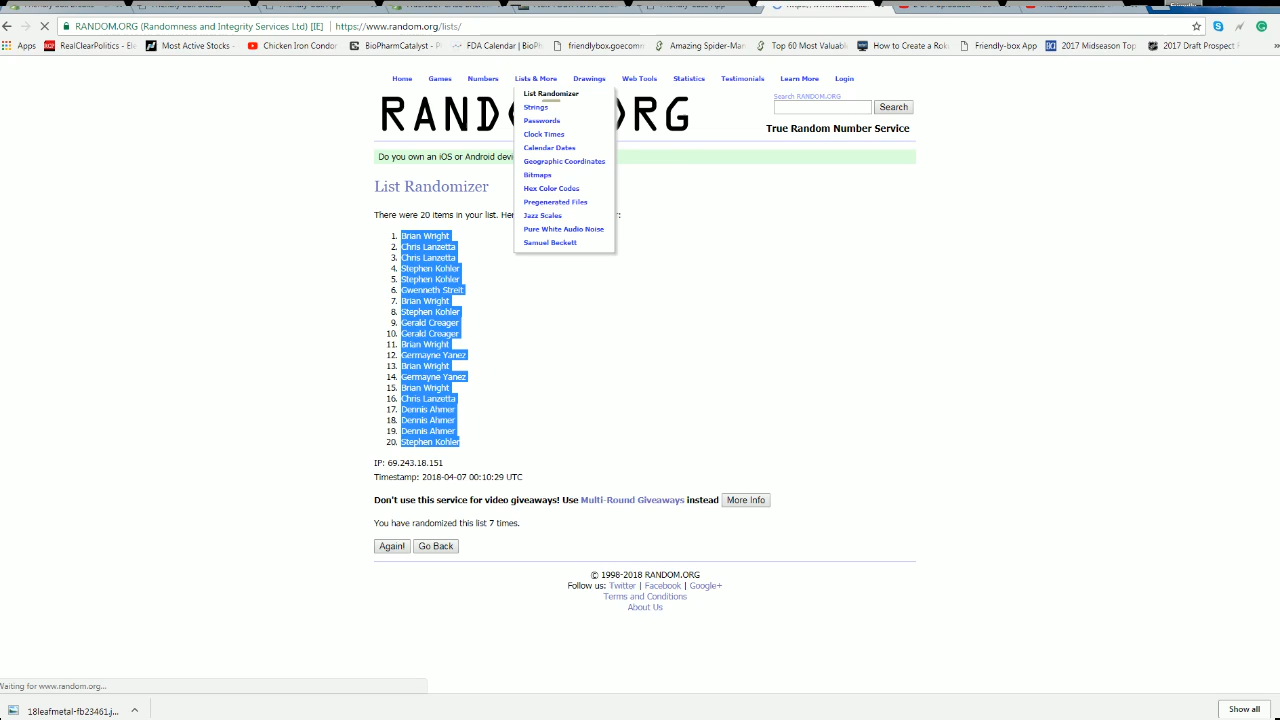 RANDOM.ORG (Randomness and Integrity Services Ltd) [IE] https://www.random.org/lists/
Apps RealClearPolitics - Ele Most Active Stocks - Chicken Iron Condor BioPharmCatalyst - P FDA Calendar | BioPh friendlybox.goecomm Amazing Spider-Man Top 60 Most Valuabl How to Create a Rok Friendly-box App 2017 Midseason Top 2017 Draft Prospect F »
Home Games Numbers Lists & More Drawings Web Tools Statistics Testimonials Learn More Login
List Randomizer
Strings
Passwords
Clock Times
Calendar Dates
Geographic Coordinates
Bitmaps
Hex Color Codes
Pregenerated Files
Jazz Scales
Pure White Audio Noise
Samuel Beckett
Search RANDOM.ORG
Search
True Random Number Service
RAND RG
Do you own an iOS or Android devi
List Randomizer
There were 20 items in your list. Her r:
1. Brian Wright
2. Chris Lanzetta
3. Chris Lanzetta
4. Stephen Kohler
5. Stephen Kohler
6. Gwenneth Streit
7. Brian Wright
8. Stephen Kohler
9. Gerald Creager
10. Gerald Creager
11. Brian Wright
12. Germayne Yanez
13. Brian Wright
14. Germayne Yanez
15. Brian Wright
16. Chris Lanzetta
17. Dennis Ahmer
18. Dennis Ahmer
19. Dennis Ahmer
20. Stephen Kohler
IP: 69.243.18.151
Timestamp: 2018-04-07 00:10:29 UTC
Don't use this service for video giveaways! Use Multi-Round Giveaways instead More Info
You have randomized this list 7 times.
Again! Go Back
© 1998-2018 RANDOM.ORG
Follow us: Twitter | Facebook | Google+
Terms and Conditions
About Us
Waiting for www.random.org...
18leafmetal-fb23461.j... Show all